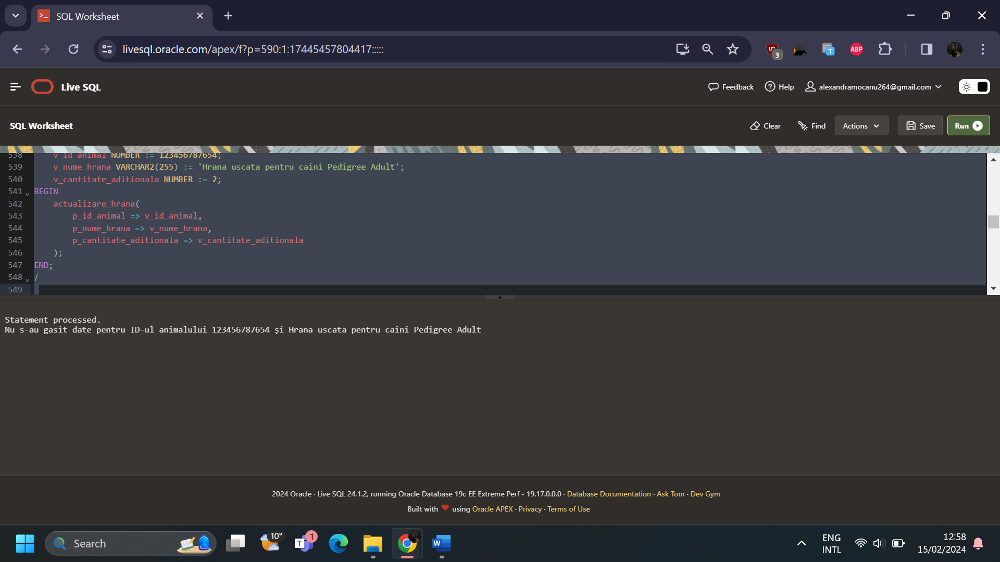 SQL Worksheet
livesql.oracle.com/apex/f?p=590:1:17445457804417:::::
3
ABP
Live SQL
Feedback
Help
alexandramocanu264@gmail.com
SQL Worksheet
Clear
Find
Actions
Save
Run
538 v_id_animal NUMBER := 123456787654;
539 v_nume_hrana VARCHAR2(255) := 'Hrana uscata pentru caini Pedigree Adult';
540 v_cantitate_aditionala NUMBER := 2;
541 BEGIN
542 actualizare_hrana(
543 p_id_animal => v_id_animal,
544 p_nume_hrana => v_nume_hrana,
545 p_cantitate_aditionala => v_cantitate_aditionala
546 );
547 END;
548 /
549
Statement processed.
Nu s-au gasit date pentru ID-ul animalului 123456787654 și Hrana uscata pentru caini Pedigree Adult
2024 Oracle · Live SQL 24.1.2, running Oracle Database 19c EE Extreme Perf - 19.17.0.0.0 · Database Documentation · Ask Tom · Dev Gym
Built with ❤ using Oracle APEX · Privacy · Terms of Use
Search
10°
T
1
W
ENG
INTL
12:58
15/02/2024